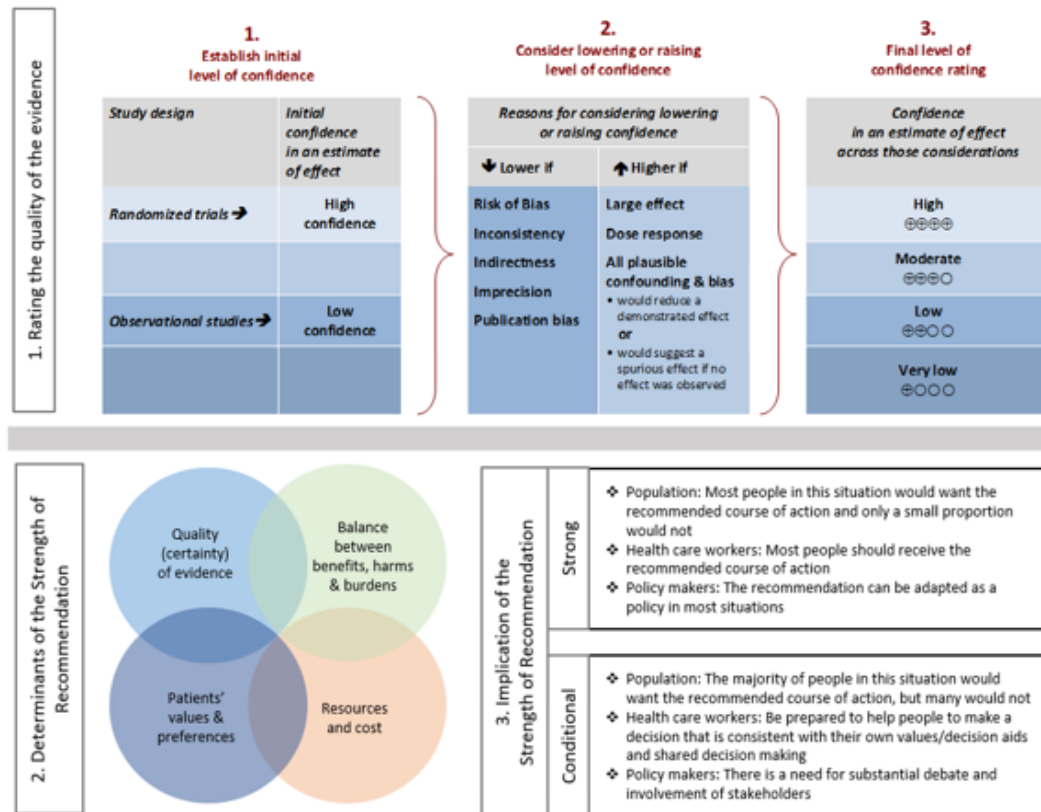 1. Rating the quality of the evidence
1.
Establish initial
level of confidence
Study design
Initial
confidence
in an estimate
of effect
Randomized trials ➔
High
confidence
Observational studies ➔
Low
confidence
2.
Consider lowering or raising
level of confidence
Reasons for considering lowering
or raising confidence
🡇 Lower if
🡅 Higher if
Risk of Bias
Inconsistency
Indirectness
Imprecision
Publication bias
Large effect
Dose response
All plausible
confounding & bias
• would reduce a
demonstrated effect
or
• would suggest a
spurious effect if no
effect was observed
3.
Final level of
confidence rating
Confidence
in an estimate of effect
across those considerations
High
⊕⊕⊕⊕
Moderate
⊕⊕⊕○
Low
⊕⊕○○
Very low
⊕○○○
2. Determinants of the Strength of
Recommendation
Quality
(certainty)
of evidence
Balance
between
benefits, harms
& burdens
Patients'
values &
preferences
Resources
and cost
3. Implication of the
Strength of Recommendation
Strong
❖ Population: Most people in this situation would want the
recommended course of action and only a small proportion
would not
❖ Health care workers: Most people should receive the
recommended course of action
❖ Policy makers: The recommendation can be adapted as a
policy in most situations
Conditional
❖ Population: The majority of people in this situation would
want the recommended course of action, but many would not
❖ Health care workers: Be prepared to help people to make a
decision that is consistent with their own values/decision aids
and shared decision making
❖ Policy makers: There is a need for substantial debate and
involvement of stakeholders